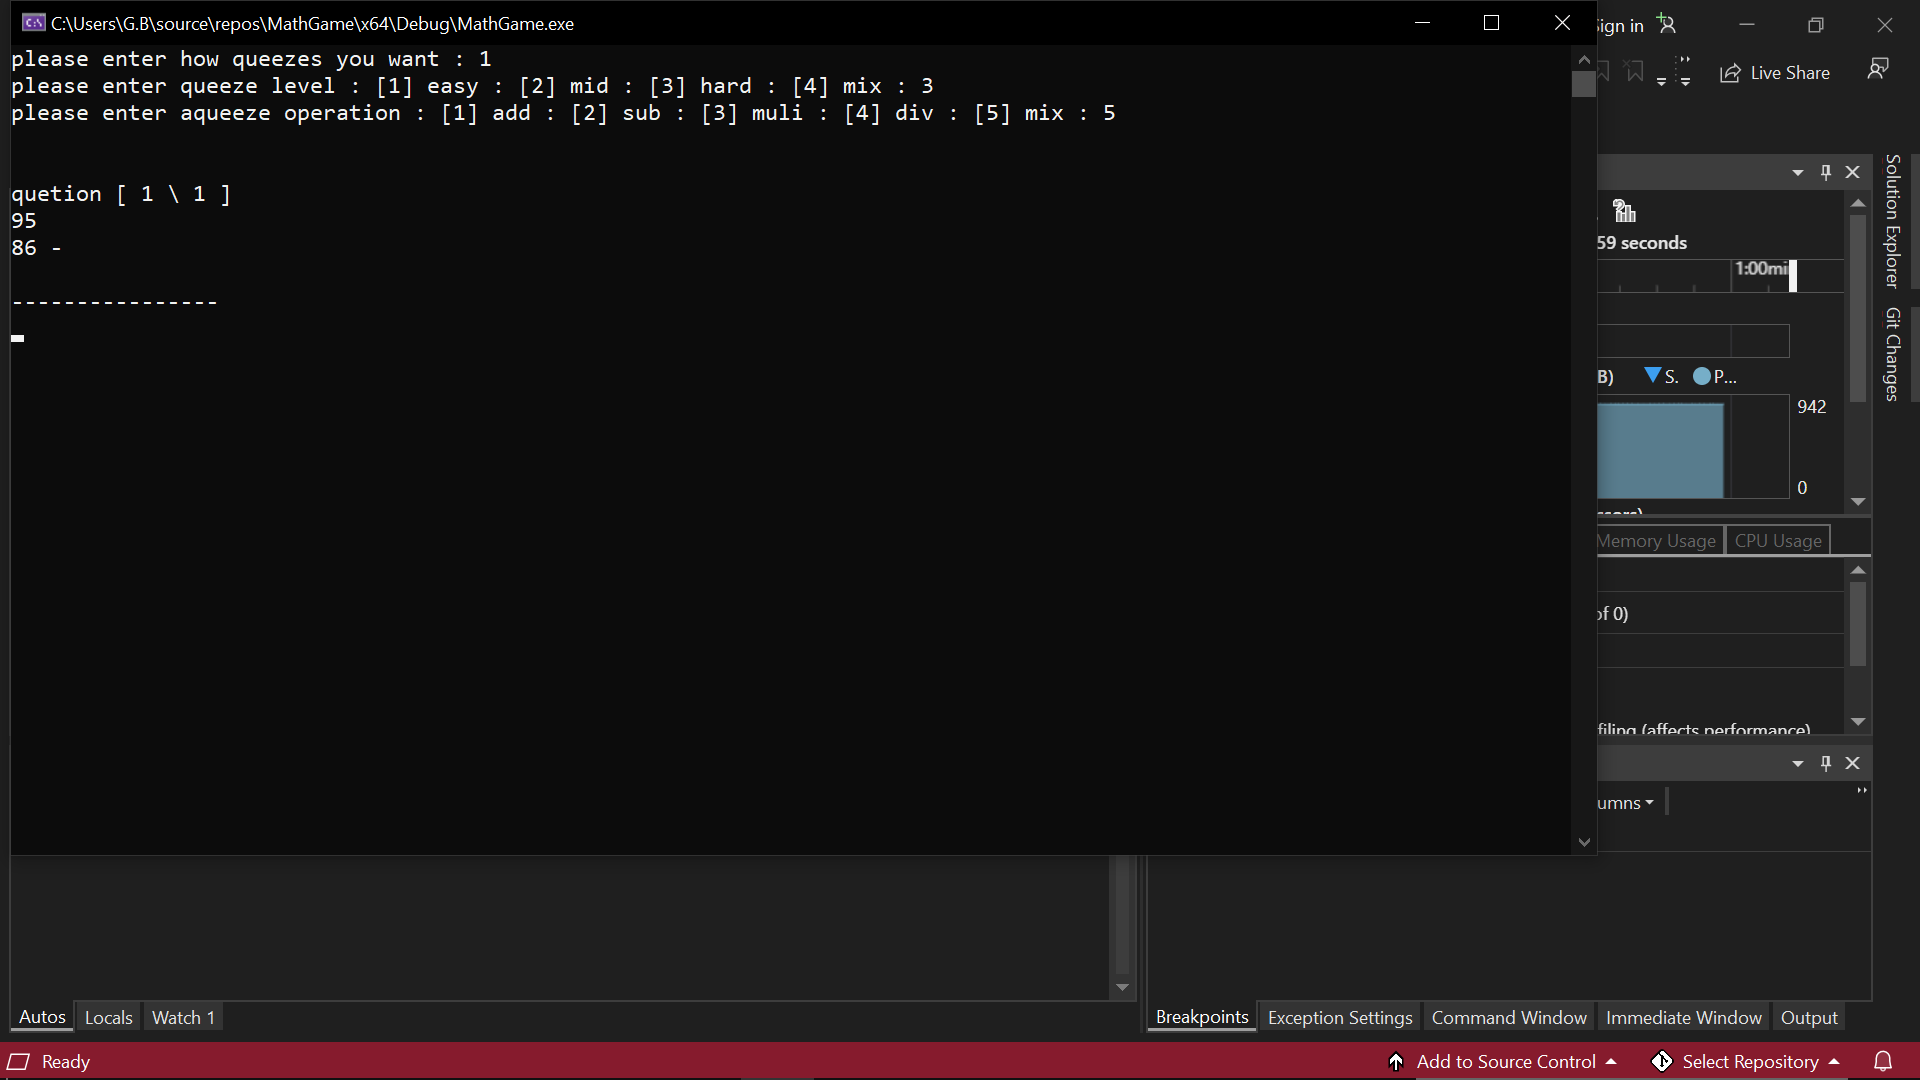 C:\Users\G.B\source\repos\MathGame\x64\Debug\MathGame.exe
please enter how queezes you want : 1
please enter queeze level : [1] easy : [2] mid : [3] hard : [4] mix : 3
please enter aqueeze operation : [1] add : [2] sub : [3] muli : [4] div : [5] mix : 5
quetion [ 1 \ 1 ]
95
86 -
----------------
Sign in
Live Share
59 seconds
1:00mi
B) S. P...
942
0
Memory Usage CPU Usage
of 0)
filing (affects performance)
umns
Solution Explorer
Git Changes
Autos Locals Watch 1
Breakpoints Exception Settings Command Window Immediate Window Output
Ready Add to Source Control Select Repository